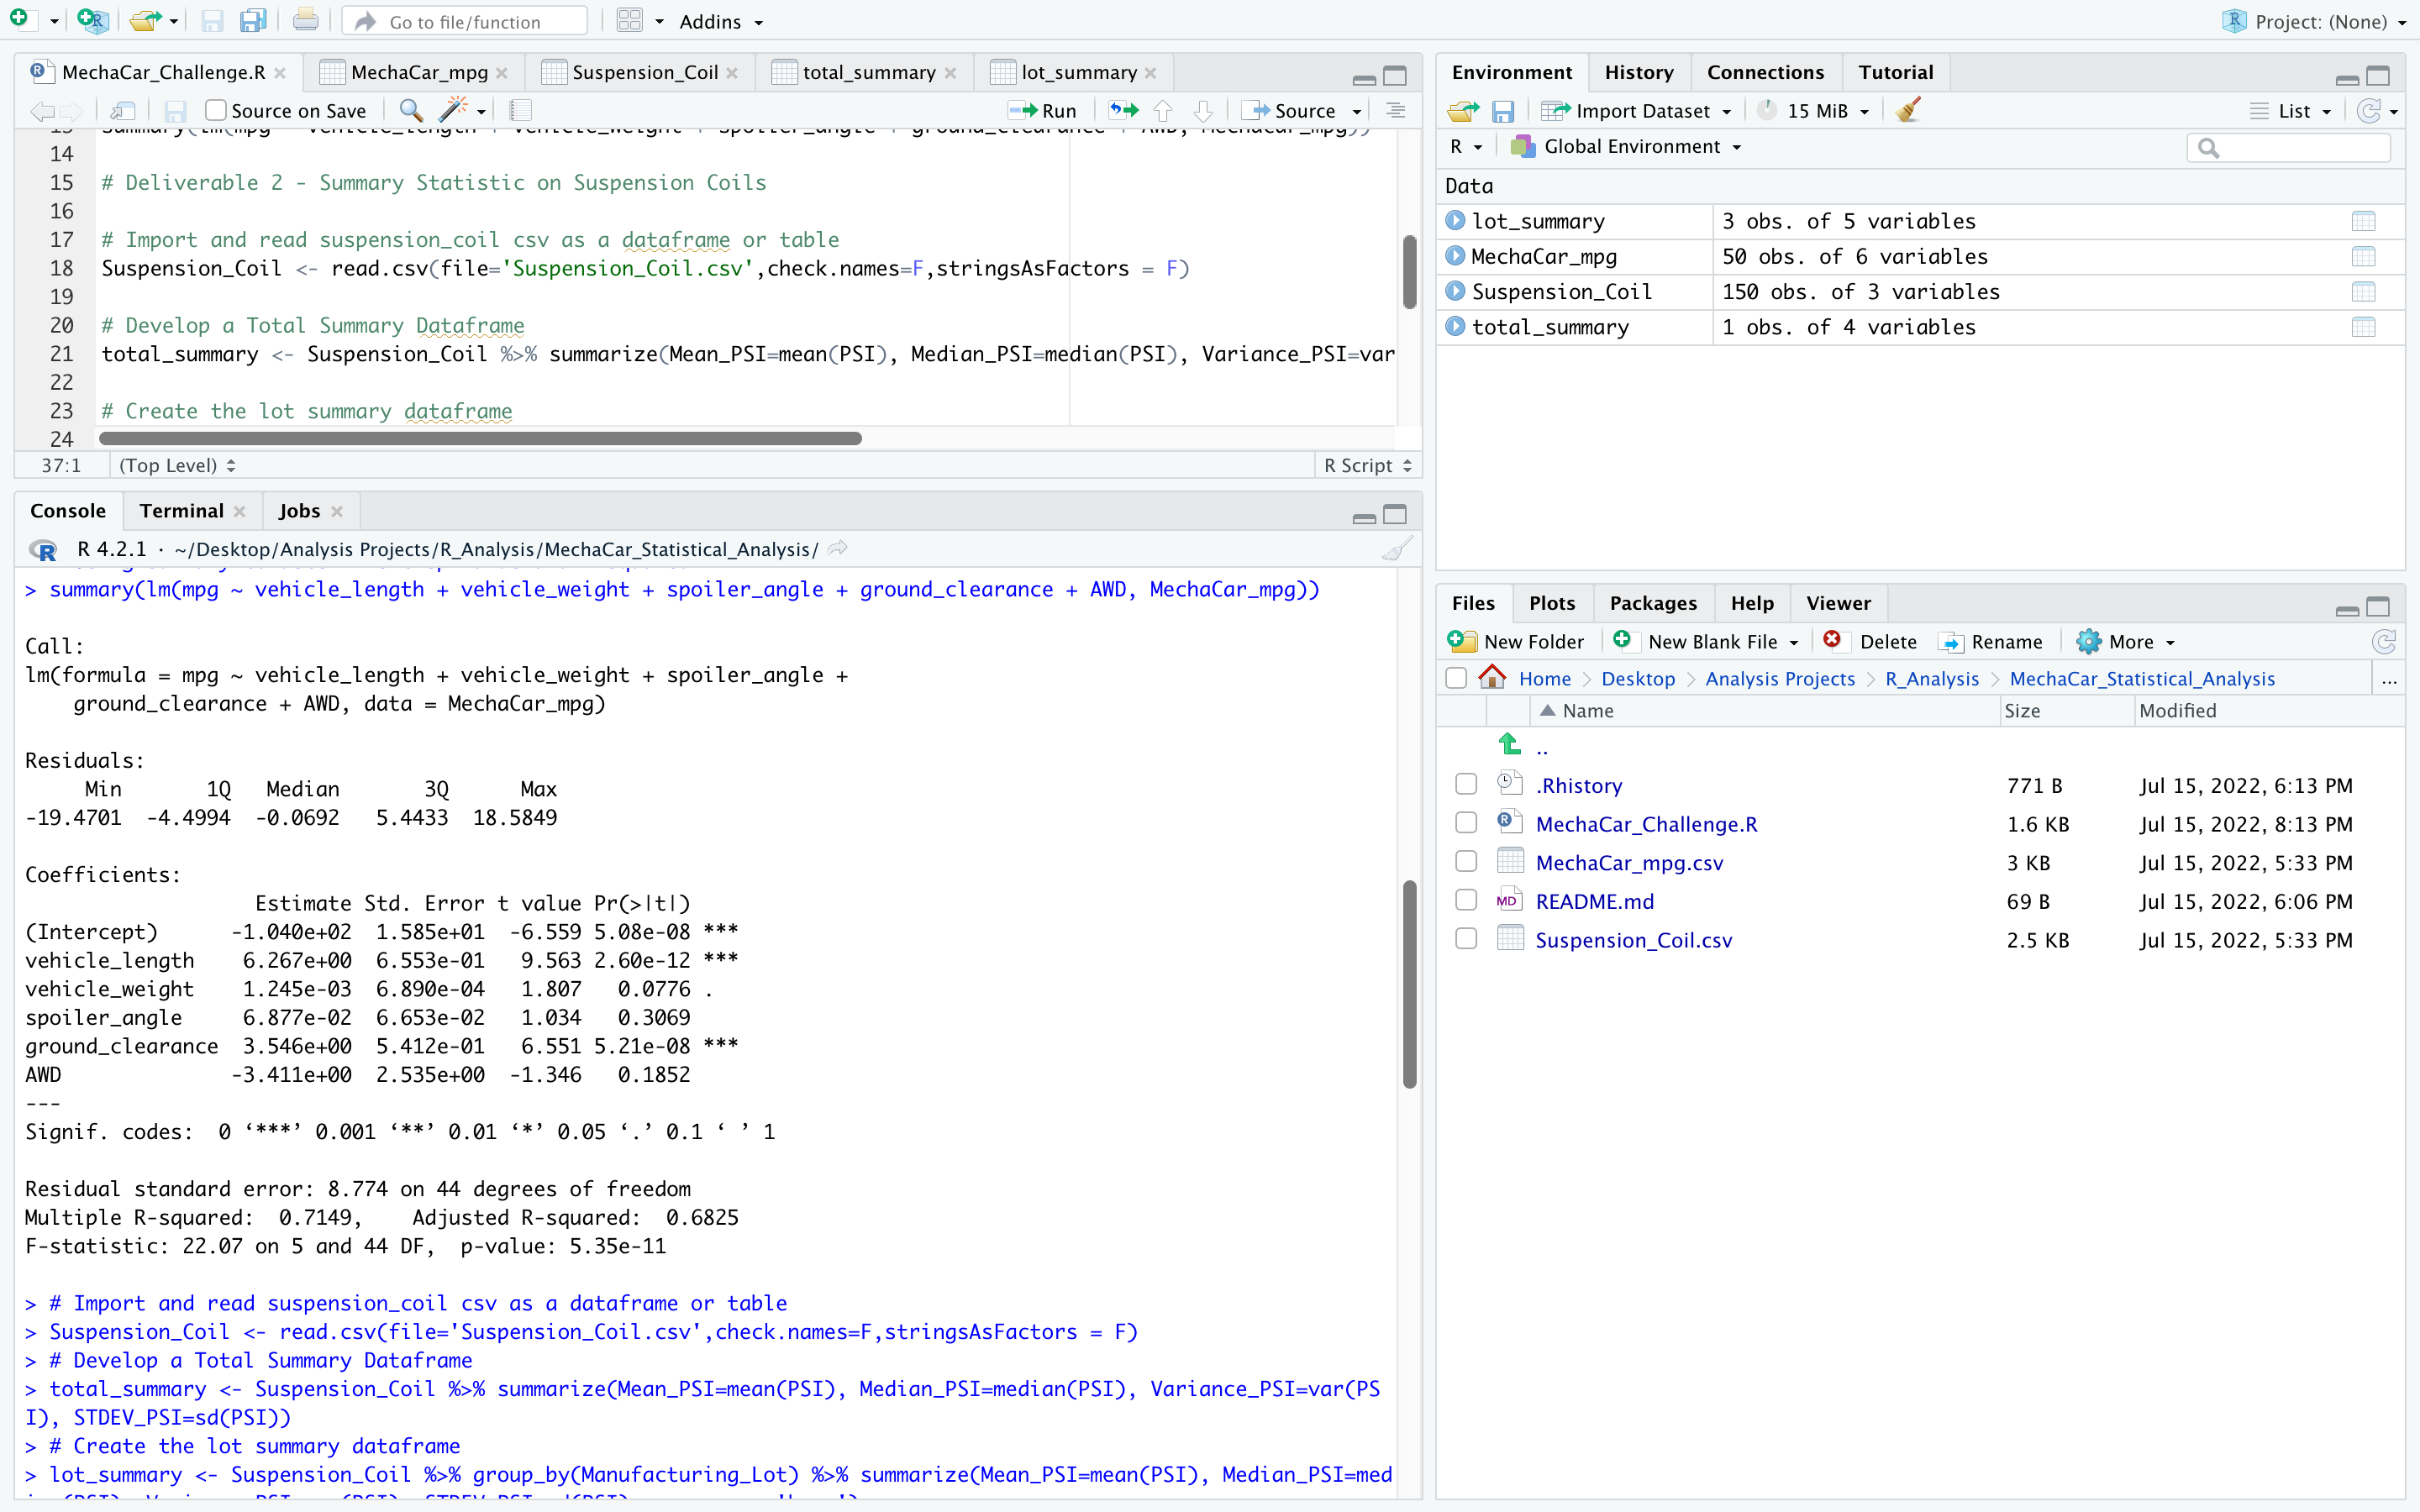 Go to file/function
Addins
Project: (None)
MechaCar_Challenge.R
MechaCar_mpg
Suspension_Coil
total_summary
lot_summary
Source on Save
Run
Source
14
15 # Deliverable 2 - Summary Statistic on Suspension Coils
16
17 # Import and read suspension_coil csv as a dataframe or table
18 Suspension_Coil <- read.csv(file='Suspension_Coil.csv',check.names=F,stringsAsFactors = F)
19
20 # Develop a Total Summary Dataframe
21 total_summary <- Suspension_Coil %>% summarize(Mean_PSI=mean(PSI), Median_PSI=median(PSI), Variance_PSI=var
22
23 # Create the lot summary dataframe
24
37:1 (Top Level) R Script
Console Terminal Jobs
R 4.2.1 · ~/Desktop/Analysis Projects/R_Analysis/MechaCar_Statistical_Analysis/
> summary(lm(mpg ~ vehicle_length + vehicle_weight + spoiler_angle + ground_clearance + AWD, MechaCar_mpg))
Call:
lm(formula = mpg ~ vehicle_length + vehicle_weight + spoiler_angle +
ground_clearance + AWD, data = MechaCar_mpg)
Residuals:
Min 1Q Median 3Q Max
-19.4701 -4.4994 -0.0692 5.4433 18.5849
Coefficients:
Estimate Std. Error t value Pr(>|t|)
(Intercept) -1.040e+02 1.585e+01 -6.559 5.08e-08 ***
vehicle_length 6.267e+00 6.553e-01 9.563 2.60e-12 ***
vehicle_weight 1.245e-03 6.890e-04 1.807 0.0776 .
spoiler_angle 6.877e-02 6.653e-02 1.034 0.3069
ground_clearance 3.546e+00 5.412e-01 6.551 5.21e-08 ***
AWD -3.411e+00 2.535e+00 -1.346 0.1852
---
Signif. codes: 0 ‘***’ 0.001 ‘**’ 0.01 ‘*’ 0.05 ‘.’ 0.1 ‘ ’ 1
Residual standard error: 8.774 on 44 degrees of freedom
Multiple R-squared: 0.7149, Adjusted R-squared: 0.6825
F-statistic: 22.07 on 5 and 44 DF, p-value: 5.35e-11
> # Import and read suspension_coil csv as a dataframe or table
> Suspension_Coil <- read.csv(file='Suspension_Coil.csv',check.names=F,stringsAsFactors = F)
> # Develop a Total Summary Dataframe
> total_summary <- Suspension_Coil %>% summarize(Mean_PSI=mean(PSI), Median_PSI=median(PSI), Variance_PSI=var(PS
I), STDEV_PSI=sd(PSI))
> # Create the lot summary dataframe
> lot_summary <- Suspension_Coil %>% group_by(Manufacturing_Lot) %>% summarize(Mean_PSI=mean(PSI), Median_PSI=med
Environment History Connections Tutorial
Import Dataset 15 MiB List
R Global Environment
Data
lot_summary 3 obs. of 5 variables
MechaCar_mpg 50 obs. of 6 variables
Suspension_Coil 150 obs. of 3 variables
total_summary 1 obs. of 4 variables
Files Plots Packages Help Viewer
New Folder New Blank File Delete Rename More
Home Desktop Analysis Projects R_Analysis MechaCar_Statistical_Analysis ...
Name Size Modified
..
.Rhistory 771 B Jul 15, 2022, 6:13 PM
MechaCar_Challenge.R 1.6 KB Jul 15, 2022, 8:13 PM
MechaCar_mpg.csv 3 KB Jul 15, 2022, 5:33 PM
MD README.md 69 B Jul 15, 2022, 6:06 PM
Suspension_Coil.csv 2.5 KB Jul 15, 2022, 5:33 PM